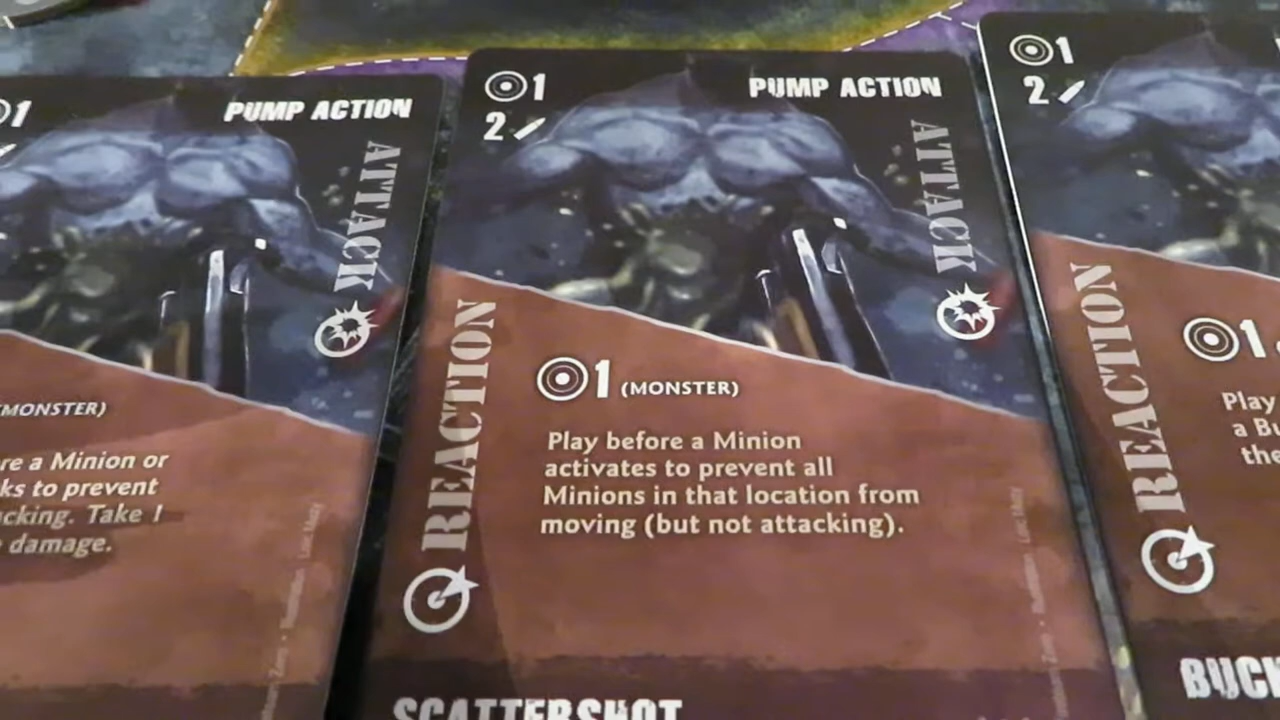 1
PUMP ACTION
ATTACK
(MONSTER)
re a Minion or
ks to prevent
cking. Take 1
damage.
1
2
PUMP ACTION
ATTACK
REACTION
1 (MONSTER)
Play before a Minion
activates to prevent all
Minions in that location from
moving (but not attacking).
SCATTERSHOT
1
2
REACTION
1
Play
a Bu
the
BUCK